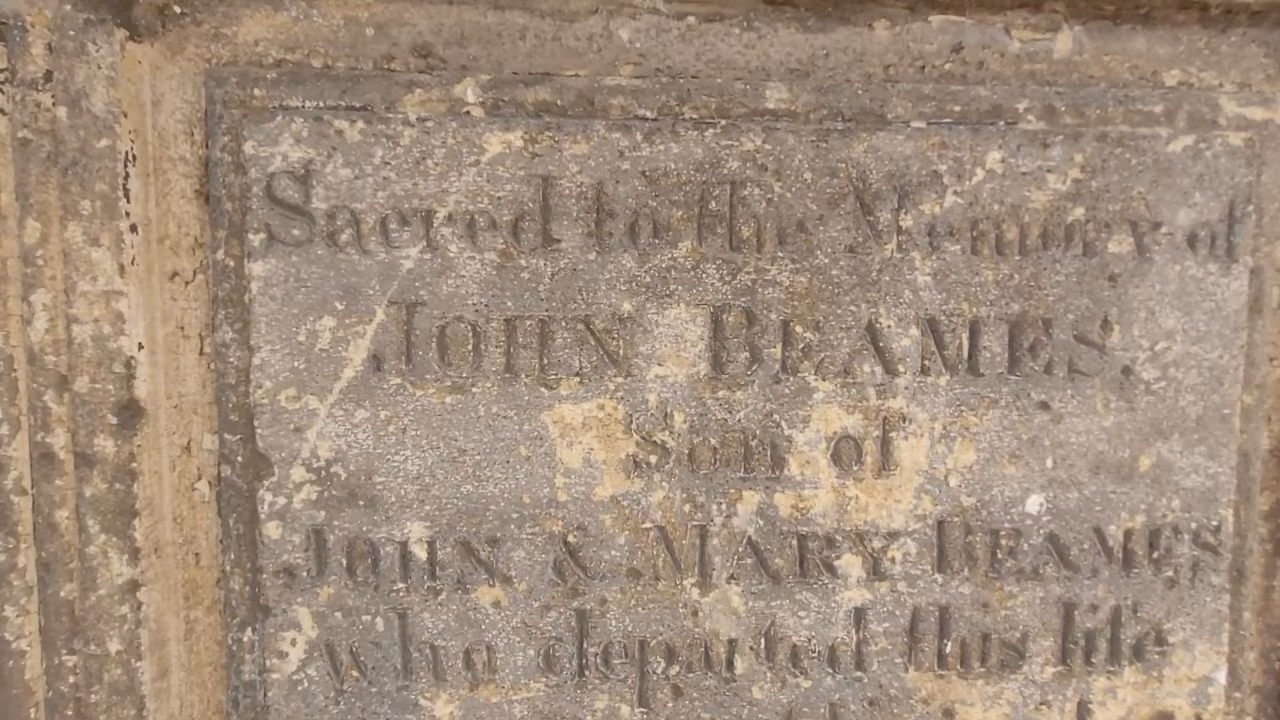 Sacred to the Memory of
JOHN BEAMES.
Son of
JOHN & MARY BEAMES
who departed this life